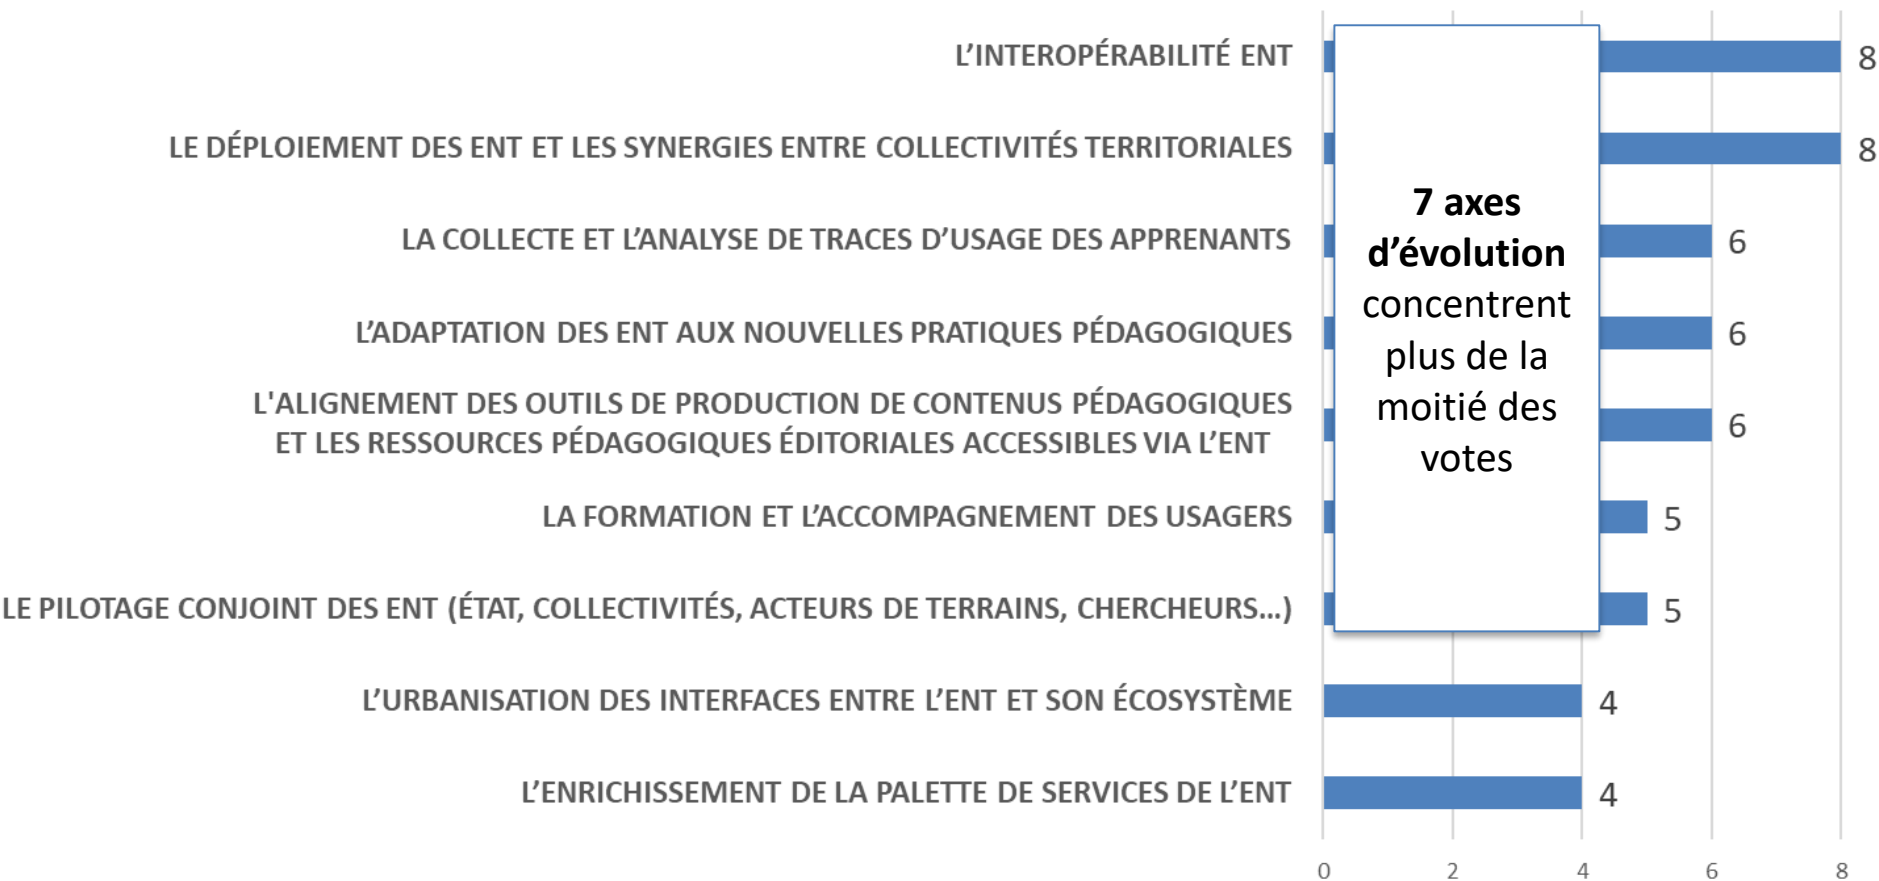 L’INTEROPÉRABILITÉ ENT
8
LE DÉPLOIEMENT DES ENT ET LES SYNERGIES ENTRE COLLECTIVITÉS TERRITORIALES
8
LA COLLECTE ET L’ANALYSE DE TRACES D’USAGE DES APPRENANTS
6
L’ADAPTATION DES ENT AUX NOUVELLES PRATIQUES PÉDAGOGIQUES
6
L'ALIGNEMENT DES OUTILS DE PRODUCTION DE CONTENUS PÉDAGOGIQUES
ET LES RESSOURCES PÉDAGOGIQUES ÉDITORIALES ACCESSIBLES VIA L’ENT
6
LA FORMATION ET L’ACCOMPAGNEMENT DES USAGERS
5
LE PILOTAGE CONJOINT DES ENT (ÉTAT, COLLECTIVITÉS, ACTEURS DE TERRAINS, CHERCHEURS…)
5
L’URBANISATION DES INTERFACES ENTRE L’ENT ET SON ÉCOSYSTÈME
4
L’ENRICHISSEMENT DE LA PALETTE DE SERVICES DE L’ENT
4
7 axes
d’évolution
concentrent
plus de la
moitié des
votes
0 2 4 6 8